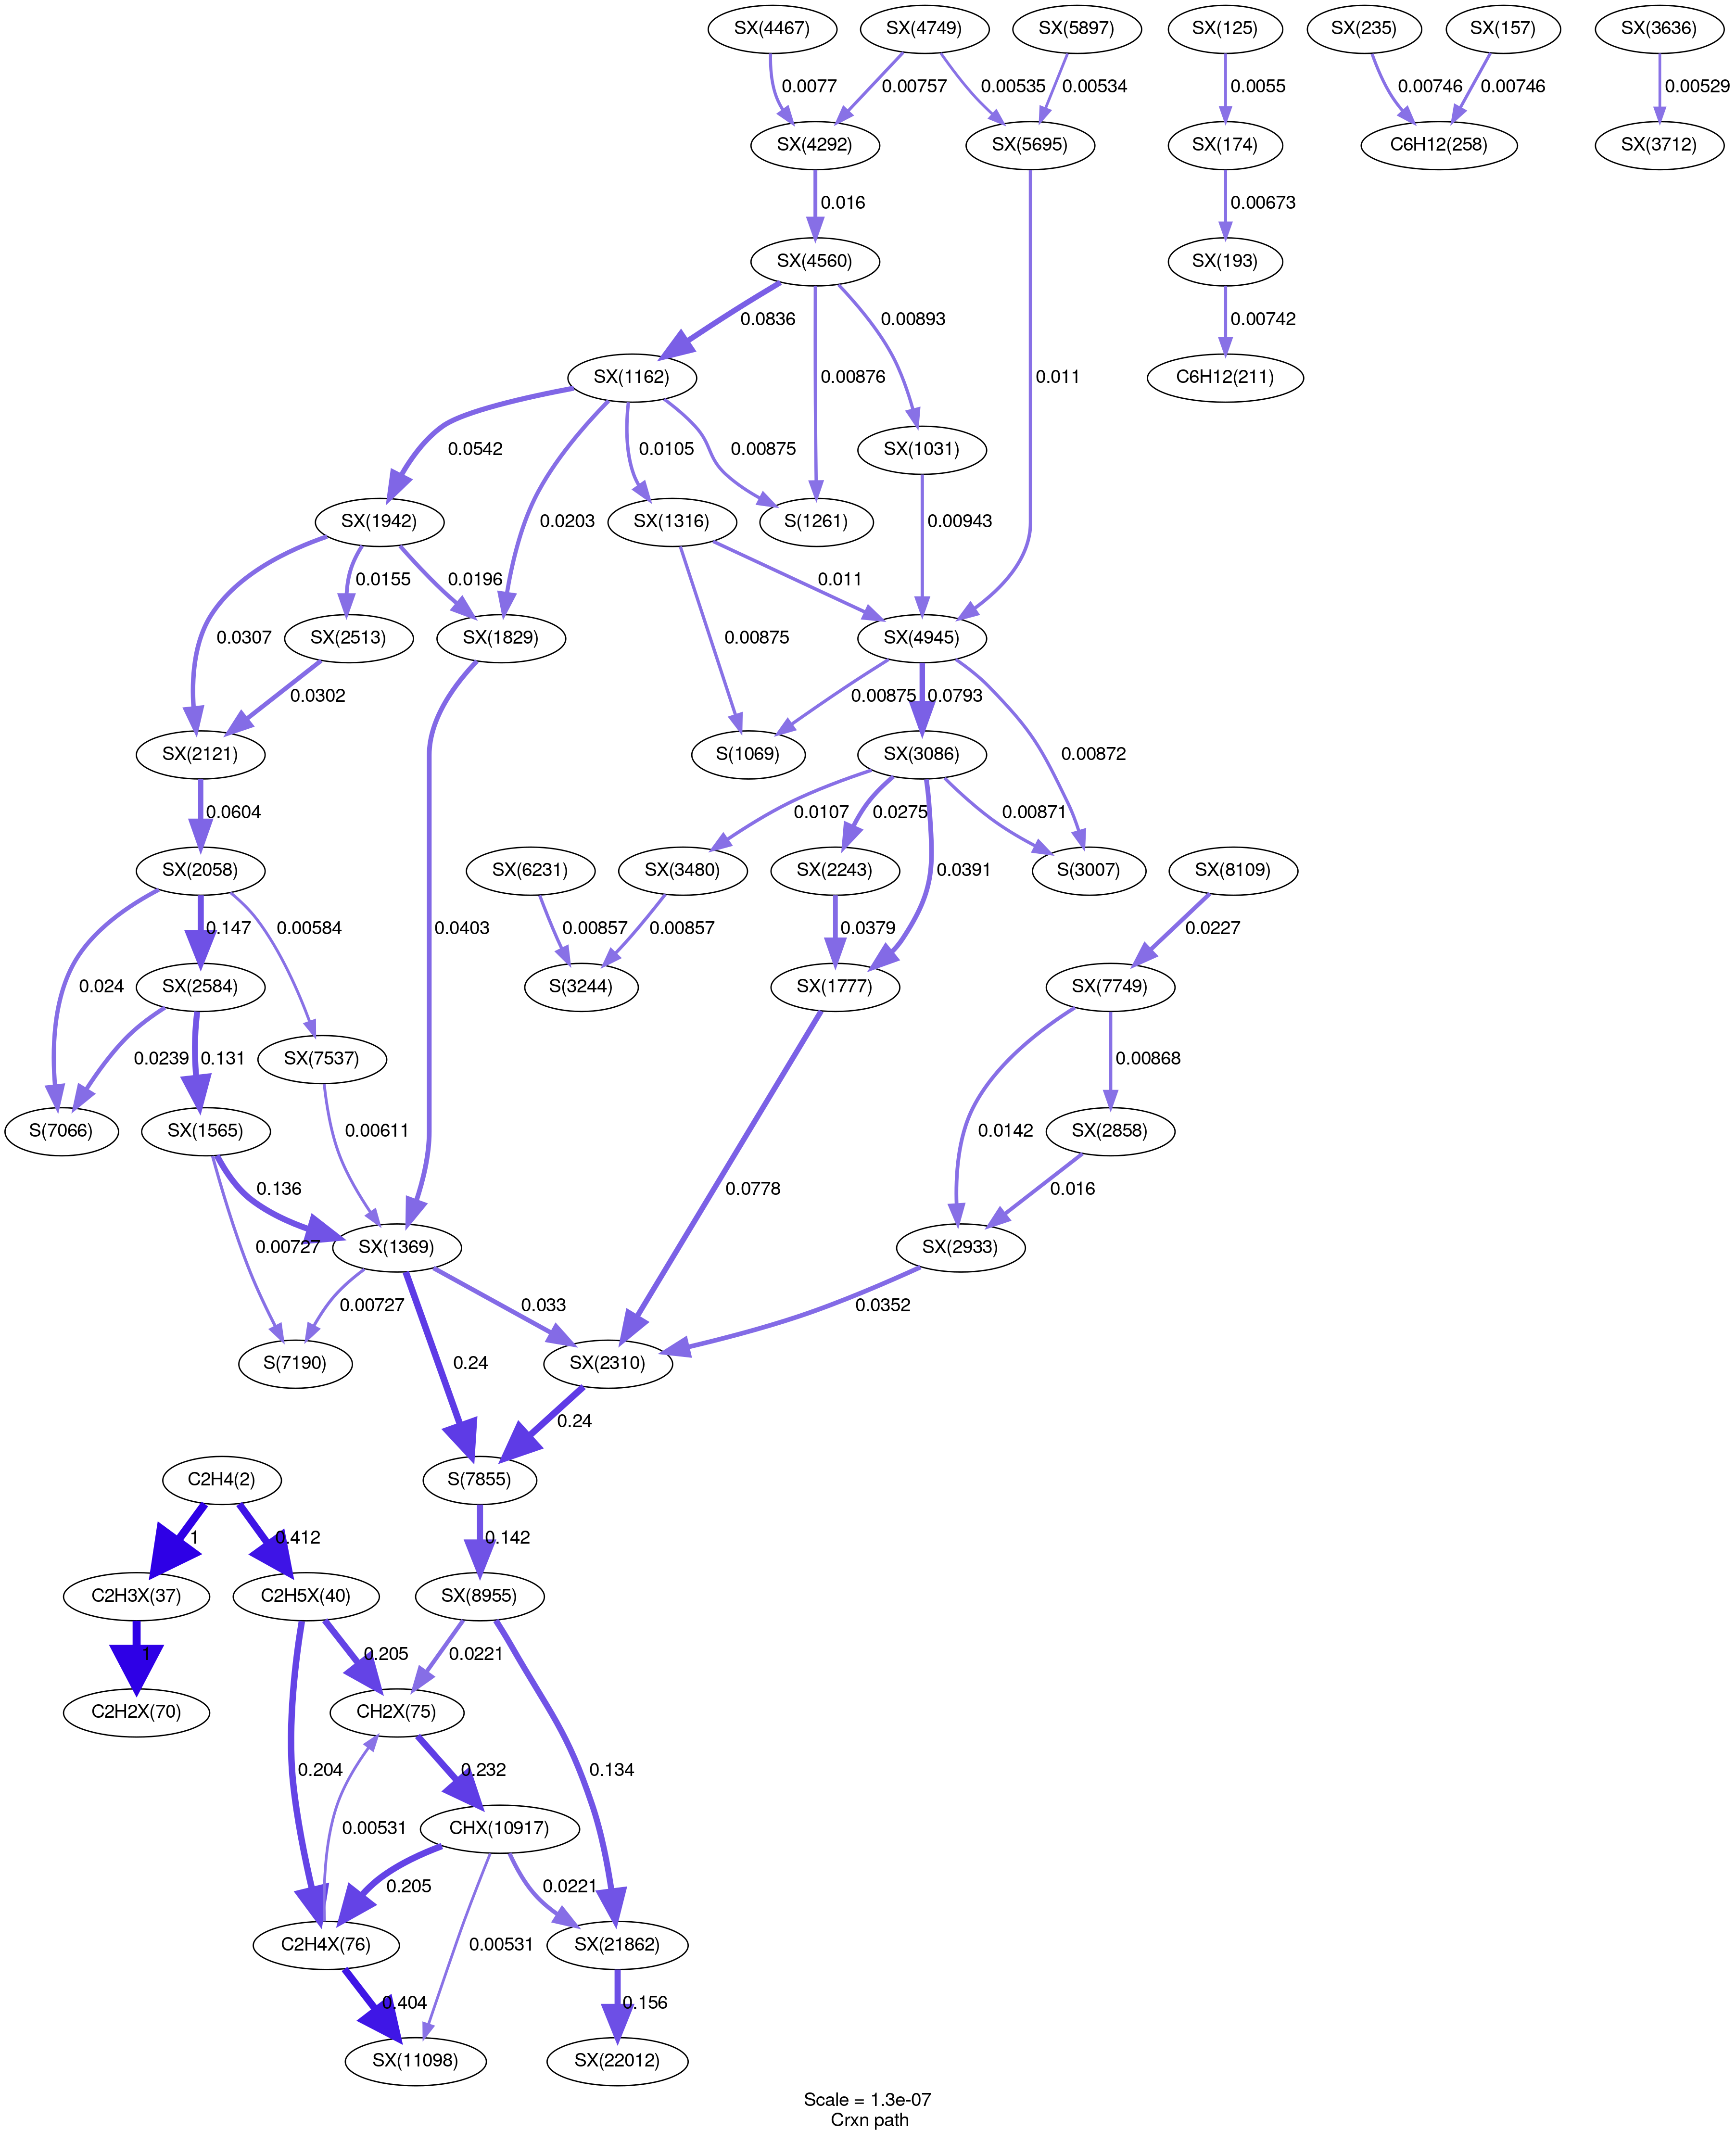 SX(4467) SX(4749) SX(5897) SX(125) SX(235) SX(157) SX(3636)
0.0077 0.00757 0.00535 0.00534 0.0055 0.00746 0.00746 0.00529
SX(4292) SX(5695) SX(174) C6H12(258) SX(3712)
0.016 0.00673
SX(4560) SX(193)
0.0836 0.00893 0.00742
0.00876 0.011
SX(1162) C6H12(211)
0.0542 0.0105 0.00875 SX(1031)
0.0203 0.00943
SX(1942) SX(1316) S(1261)
0.0155 0.0196 0.011
0.0307 SX(2513) SX(1829) 0.00875 SX(4945)
0.0302 0.00875 0.0793 0.00872
SX(2121) S(1069) SX(3086)
0.0604 0.0107 0.0275 0.00871
SX(2058) SX(6231) SX(3480) SX(2243) 0.0391 S(3007) SX(8109)
0.147 0.00584 0.0403 0.00857 0.00857 0.0379 0.0227
0.024 SX(2584) S(3244) SX(1777) SX(7749)
0.0239 0.131 SX(7537) 0.00868
S(7066) SX(1565) 0.00611 0.0142 SX(2858)
0.136 0.0778 0.016
0.00727 SX(1369) SX(2933)
0.00727 0.033 0.0352
S(7190) 0.24 SX(2310)
0.24
C2H4(2) S(7855)
1 0.412 0.142
C2H3X(37) C2H5X(40) SX(8955)
1 0.205 0.0221
C2H2X(70) CH2X(75)
0.204 0.232 0.134
0.00531 CHX(10917)
0.205 0.0221
C2H4X(76) 0.00531 SX(21862)
0.404 0.156
SX(11098) SX(22012)
Scale = 1.3e-07
Crxn path